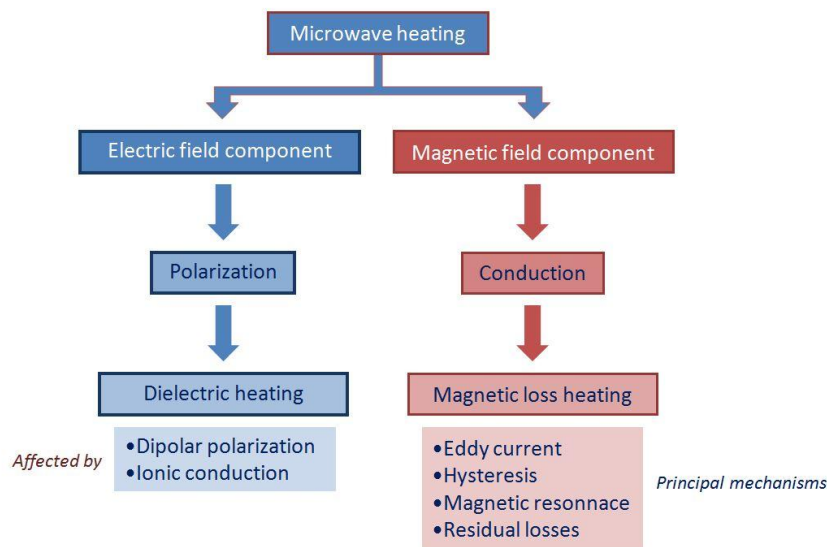 Microwave heating
Electric field component
Magnetic field component
Polarization
Conduction
Dielectric heating
Magnetic loss heating
Affected by
•Dipolar polarization
•Ionic conduction
•Eddy current
•Hysteresis
•Magnetic resonnace
•Residual losses
Principal mechanisms